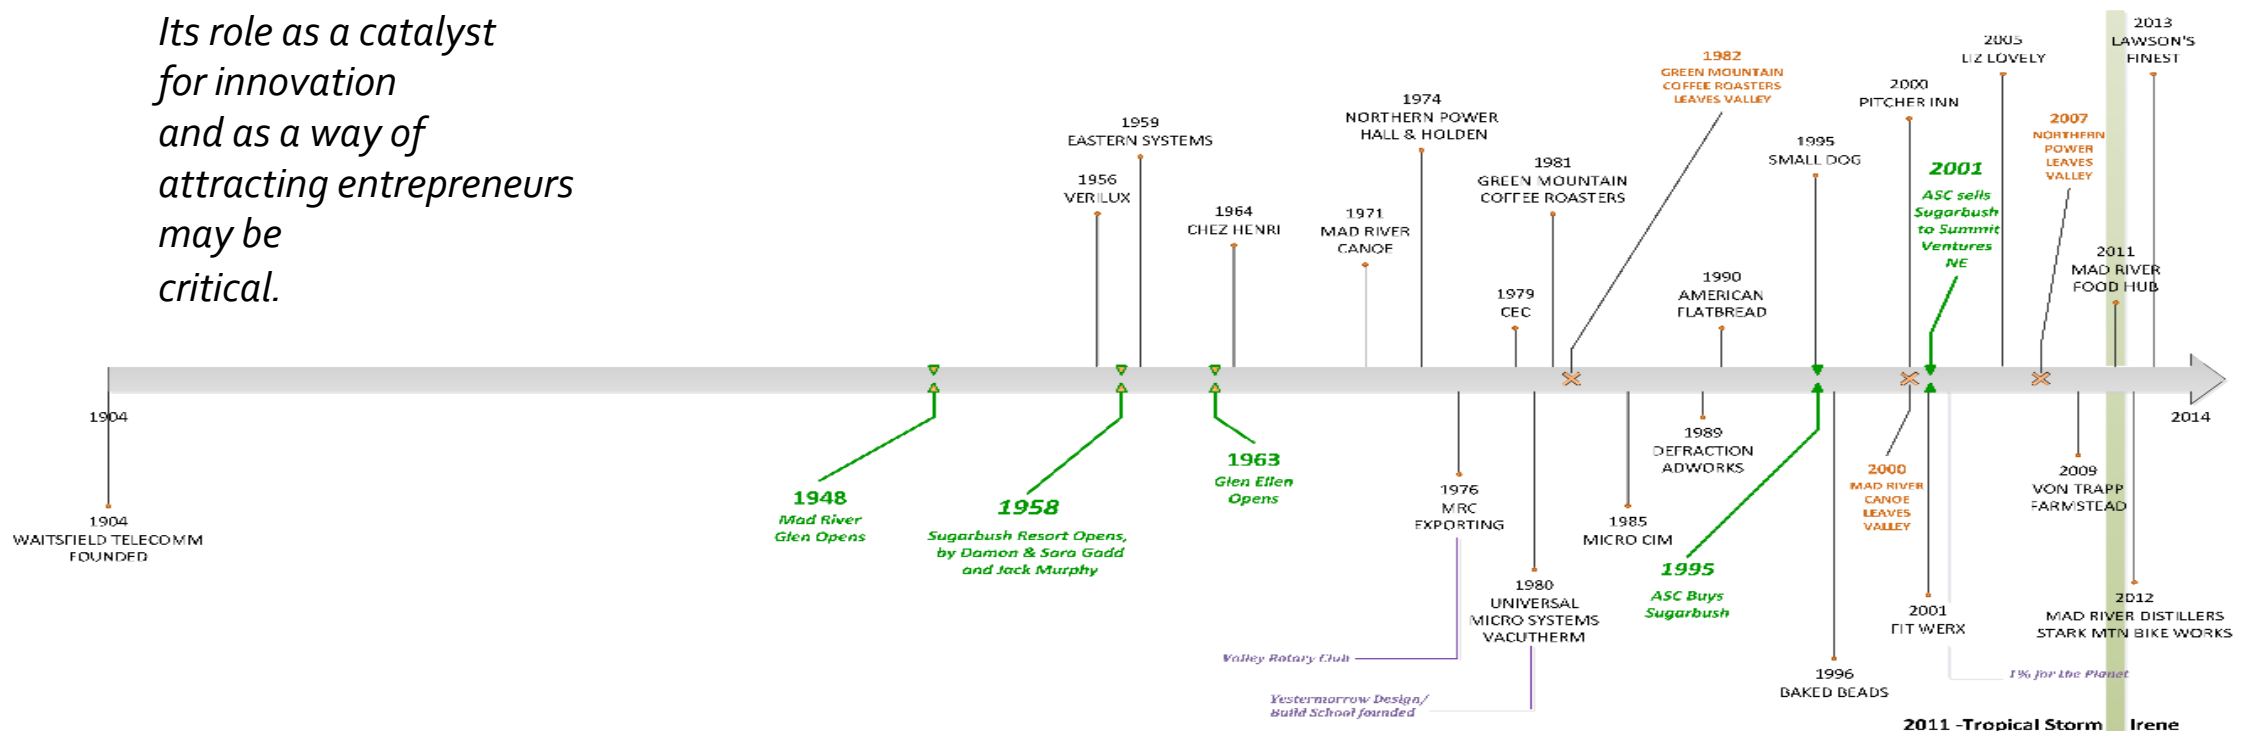 Its role as a catalyst
for innovation
and as a way of
attracting entrepreneurs
may be
critical.
1904
1904
WAITSFIELD TELECOMM
FOUNDED
1948
Mad River
Glen Opens
1956
VERILUX
1958
Sugarbush Resort Opens,
by Damon & Sara Gadd
and Jack Murphy
1959
EASTERN SYSTEMS
1963
Glen Ellen
Opens
1964
CHEZ HENRI
1971
MAD RIVER
CANOE
1974
NORTHERN POWER
HALL & HOLDEN
1976
MRC
EXPORTING
Valley Rotary Club
1979
CEC
1980
UNIVERSAL
MICRO SYSTEMS
VACUTHERM
Yestermorrow Design/
Build School founded
1981
GREEN MOUNTAIN
COFFEE ROASTERS
1982
GREEN MOUNTAIN
COFFEE ROASTERS
LEAVES VALLEY
1985
MICRO CIM
1989
DEFRACTION
ADWORKS
1990
AMERICAN
FLATBREAD
1995
SMALL DOG
1995
ASC Buys
Sugarbush
1996
BAKED BEADS
2000
PITCHER INN
2000
MAD RIVER
CANOE
LEAVES
VALLEY
2001
ASC sells
Sugarbush
to Summit
Ventures
NE
2001
FIT WERX
1% for the Planet
2005
LIZ LOVELY
2007
NORTHERN
POWER
LEAVES
VALLEY
2009
VON TRAPP
FARMSTEAD
2011
MAD RIVER
FOOD HUB
2012
MAD RIVER DISTILLERS
STARK MTN BIKE WORKS
2013
LAWSON'S
FINEST
2014
2011 -Tropical Storm Irene